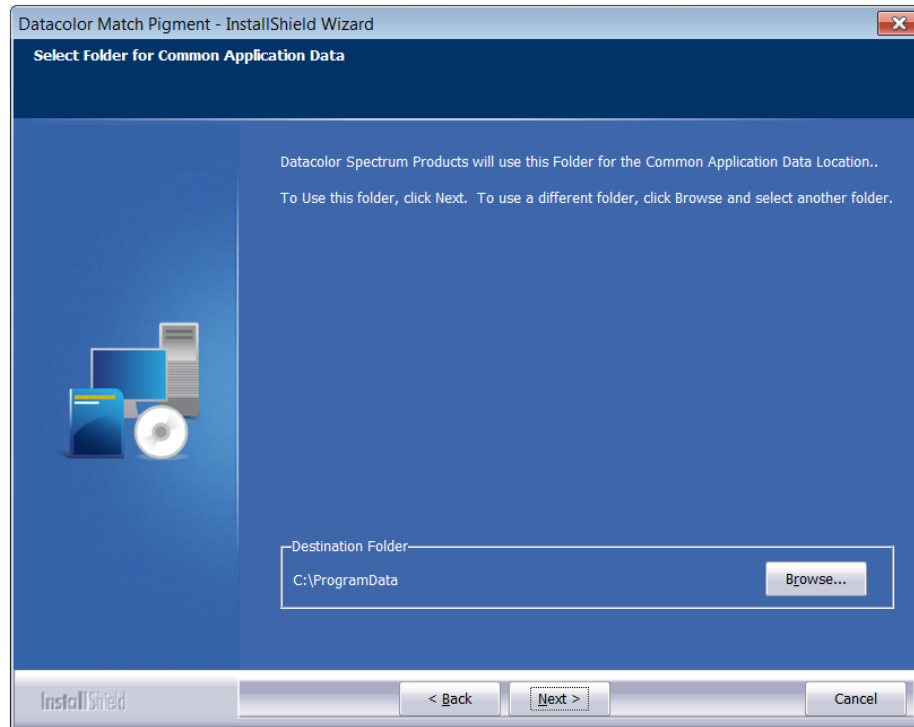 Datacolor Match Pigment - InstallShield Wizard
Select Folder for Common Application Data
Datacolor Spectrum Products will use this Folder for the Common Application Data Location..
To Use this folder, click Next. To use a different folder, click Browse and select another folder.
Destination Folder
C:\ProgramData
Browse...
InstallShield
< Back
Next >
Cancel